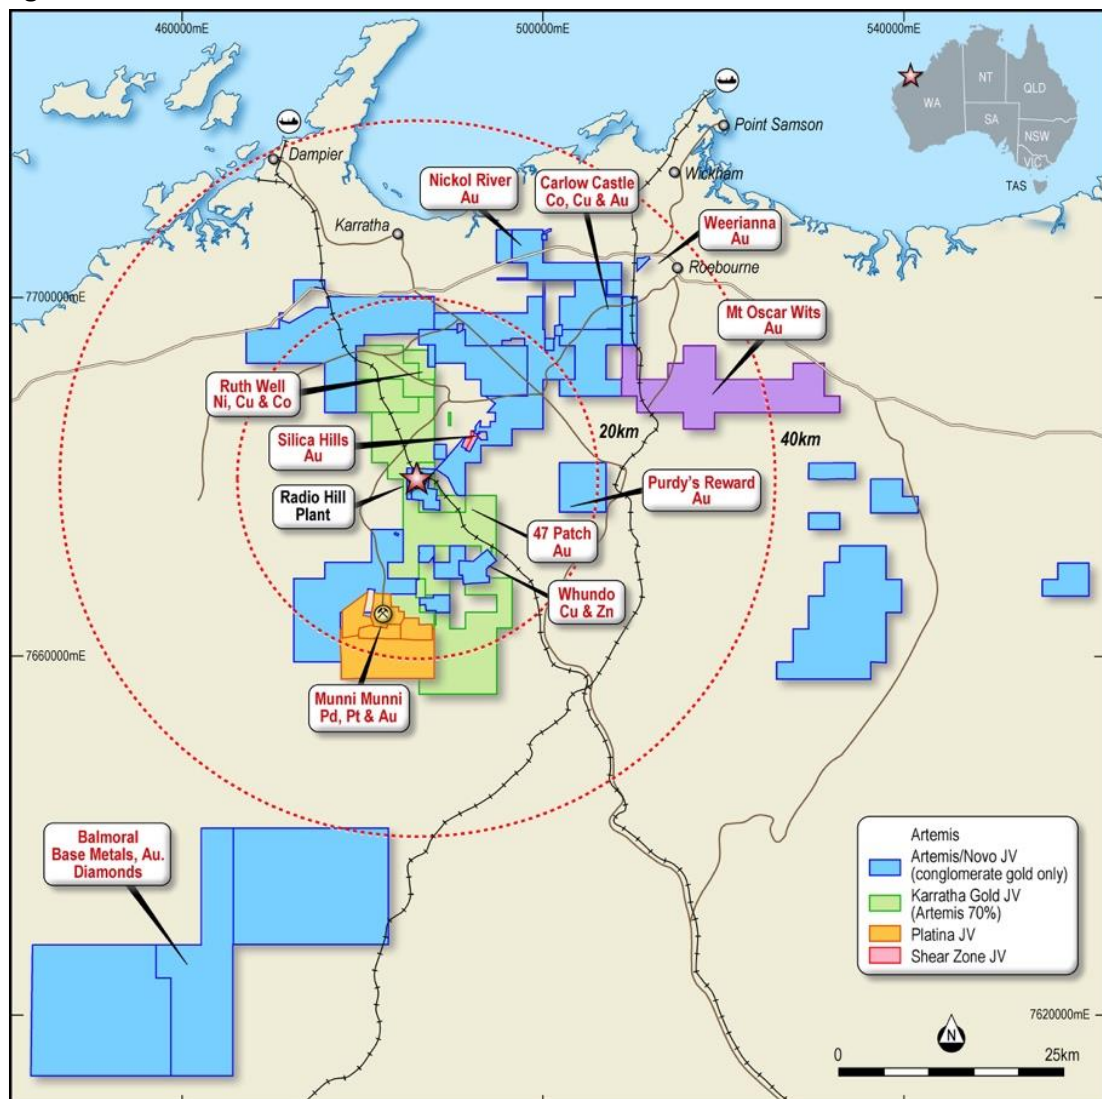 460000mE
500000mE
540000mE
NT
QLD
WA
SA
NSW
VIC
TAS
Point Samson
Dampier
Wickham
Nickol River
Au
Carlow Castle
Co, Cu & Au
Karratha
Weerianna
Au
Roebourne
7700000mE
Mt Oscar Wits
Au
Ruth Well
Ni, Cu & Co
20km
40km
Silica Hills
Au
Radio Hill
Plant
Purdy's Reward
Au
47 Patch
Au
Whundo
Cu & Zn
7660000mE
Munni Munni
Pd, Pt & Au
Balmoral
Base Metals, Au.
Diamonds
Artemis
Artemis/Novo JV
(conglomerate gold only)
Karratha Gold JV
(Artemis 70%)
Platina JV
Shear Zone JV
7620000mE
N
0
25km